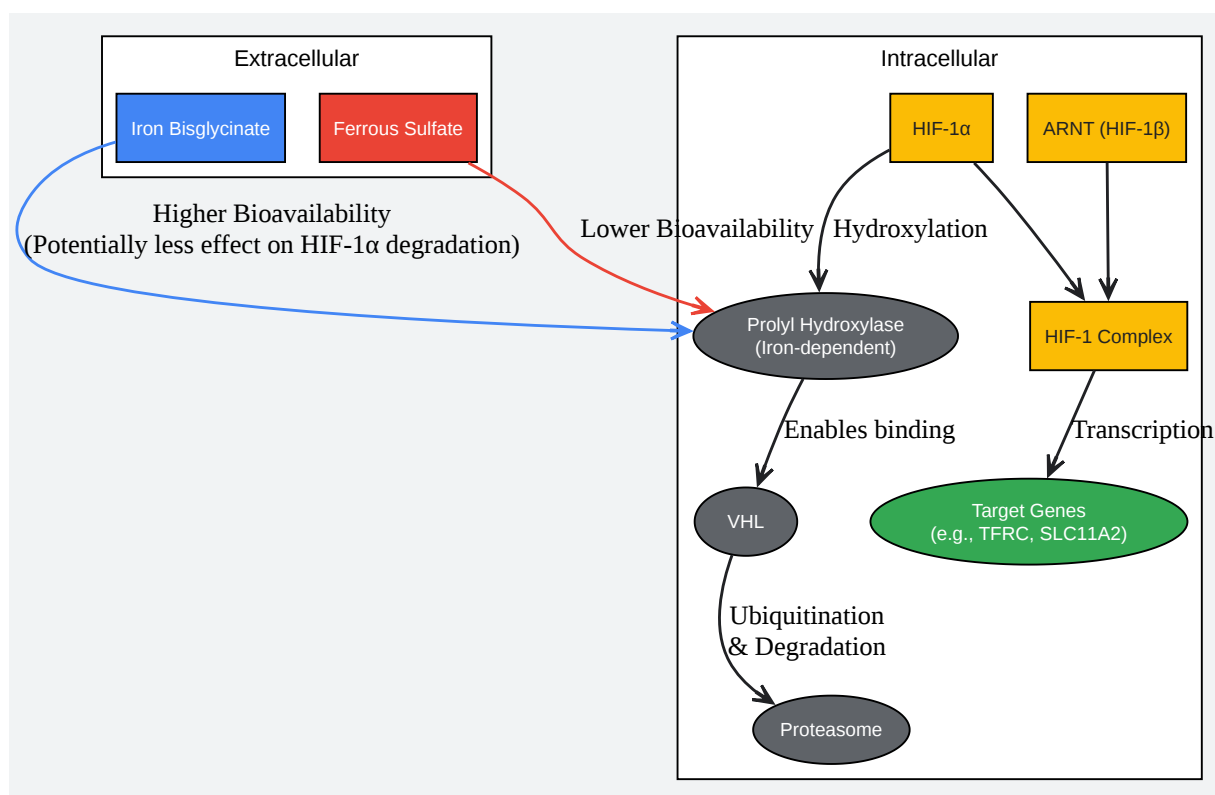 Extracellular
Intracellular
Iron Bisglycinate
Ferrous Sulfate
HIF-1α
ARNT (HIF-1β)
Higher Bioavailability
(Potentially less effect on HIF-1α degradation)
Lower Bioavailability
Hydroxylation
Prolyl Hydroxylase
(Iron-dependent)
HIF-1 Complex
Enables binding
Transcription
VHL
Target Genes
(e.g., TFRC, SLC11A2)
Ubiquitination
& Degradation
Proteasome